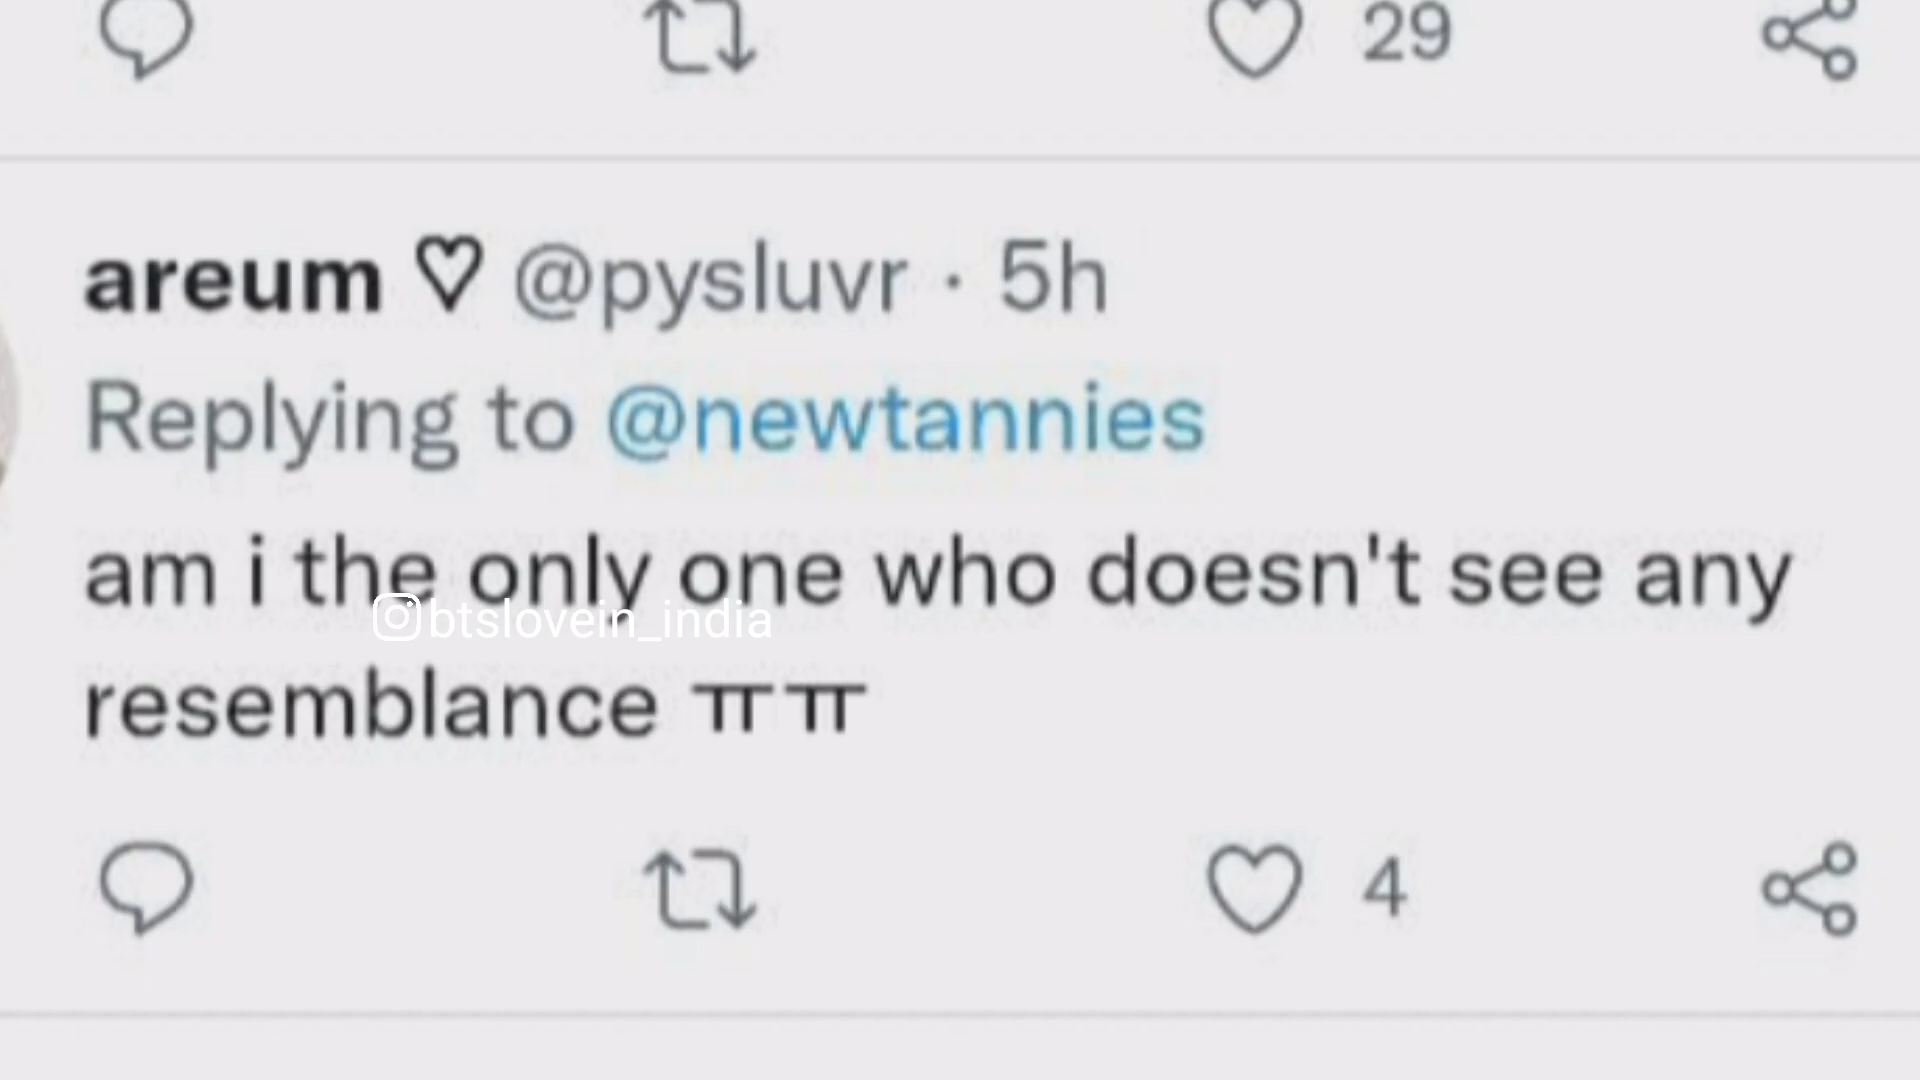 29
areum ♡ @pysluvr · 5h
Replying to @newtannies
am i the only one who doesn't see any
btslovein_india
resemblance ㅠㅠ
4